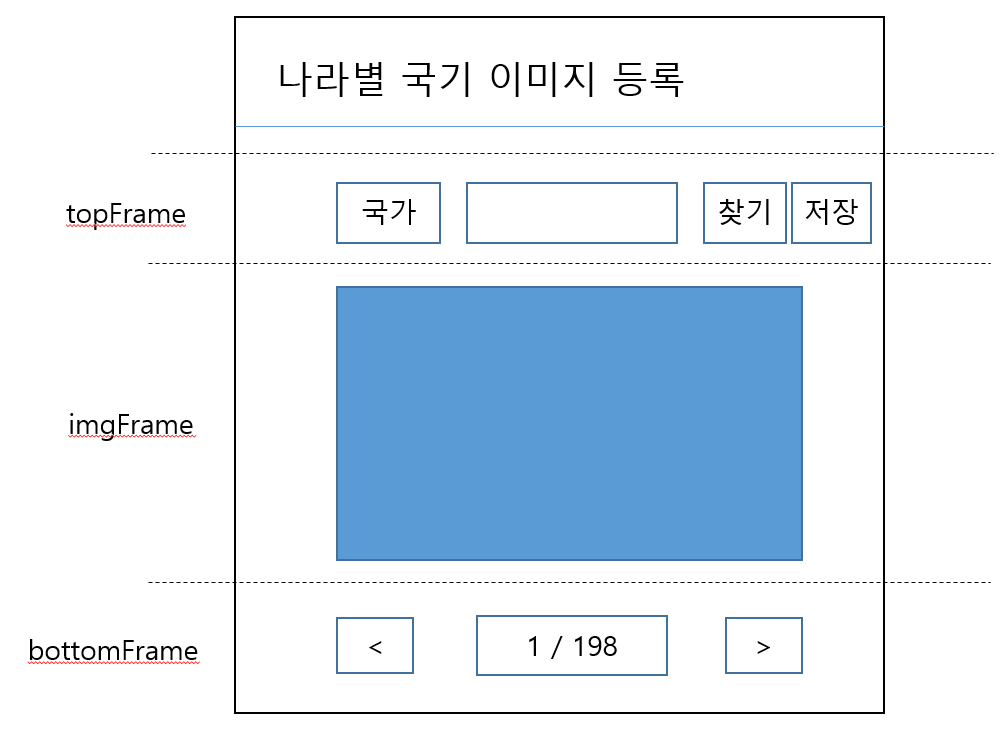 나라별 국기 이미지 등록
topFrame
국가
찾기
저장
imgFrame
bottomFrame
<
1 / 198
>